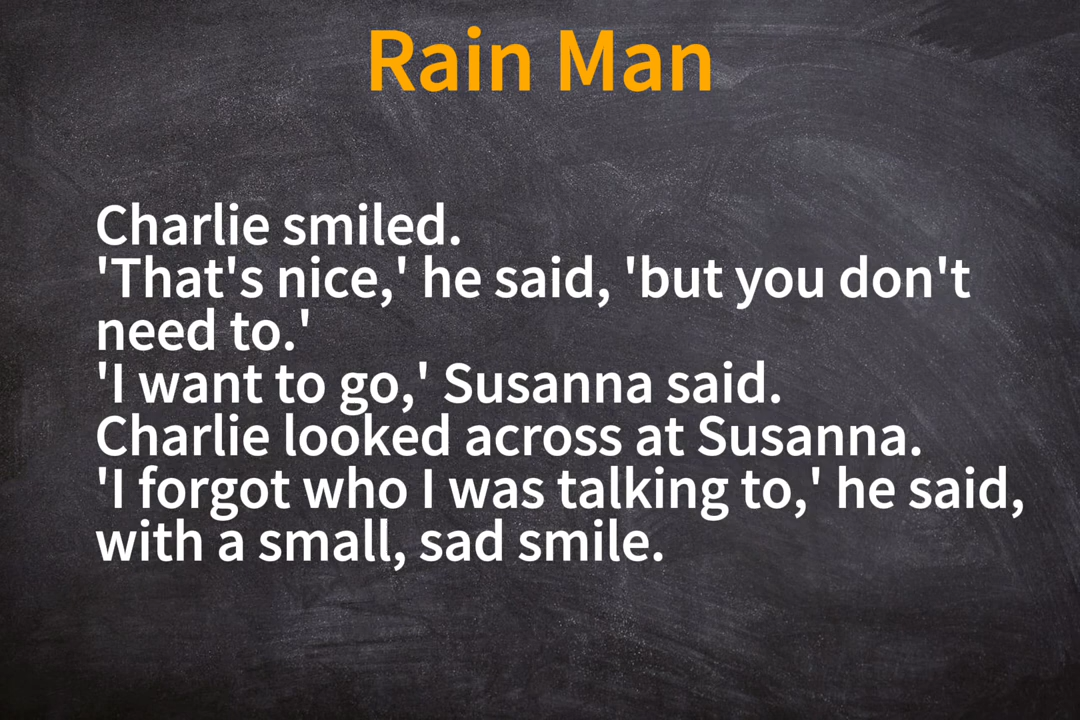 Rain Man
Charlie smiled.
'That's nice,' he said, 'but you don't
need to.'
'I want to go,' Susanna said.
Charlie looked across at Susanna.
'I forgot who I was talking to,' he said,
with a small, sad smile.